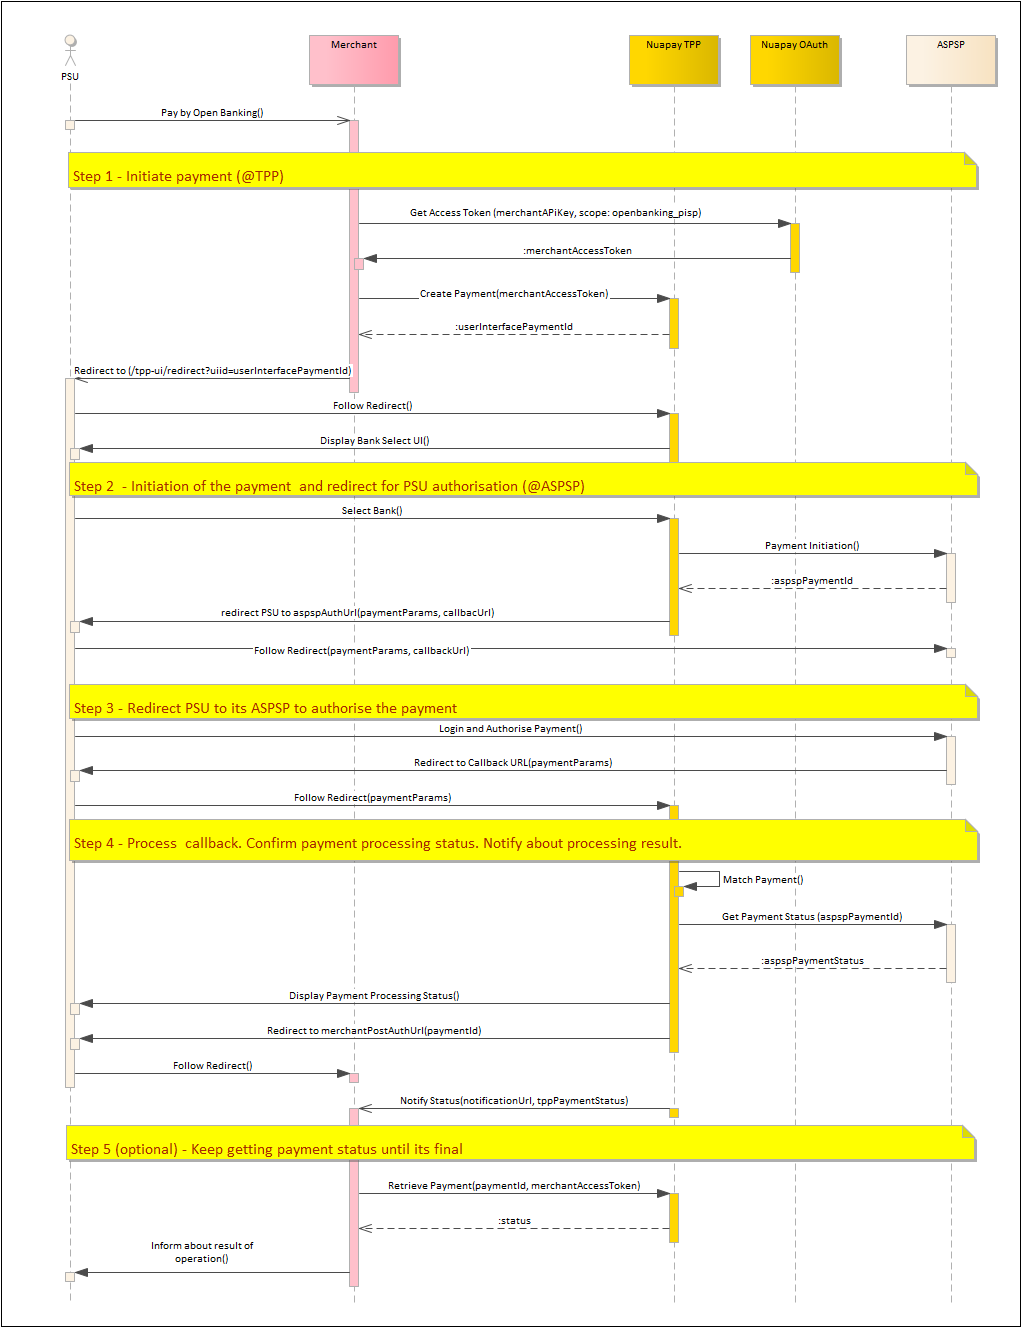 PSU
Merchant
Nuapay TPP
Nuapay OAuth
ASPSP
Pay by Open Banking()
Step 1 - Initiate payment (@TPP)
Get Access Token (merchantAPiKey, scope: openbanking_pisp)
:merchantAccessToken
Create Payment(merchantAccessToken)
:userInterfacePaymentId
Redirect to (/tpp-ui/redirect?uiid=userInterfacePaymentId)
Follow Redirect()
Display Bank Select UI()
Step 2  - Initiation of the payment  and redirect for PSU authorisation (@ASPSP)
Select Bank()
Payment Initiation()
:aspspPaymentId
redirect PSU to aspspAuthUrl(paymentParams, callbacUrl)
Follow Redirect(paymentParams, callbackUrl)
Step 3 - Redirect PSU to its ASPSP to authorise the payment
Login and Authorise Payment()
Redirect to Callback URL(paymentParams)
Follow Redirect(paymentParams)
Step 4 - Process  callback. Confirm payment processing status. Notify about processing result.
Match Payment()
Get Payment Status (aspspPaymentId)
:aspspPaymentStatus
Display Payment Processing Status()
Redirect to merchantPostAuthUrl(paymentId)
Follow Redirect()
Notify Status(notificationUrl, tppPaymentStatus)
Step 5 (optional) - Keep getting payment status until its final
Retrieve Payment(paymentId, merchantAccessToken)
:status
Inform about result of
operation()